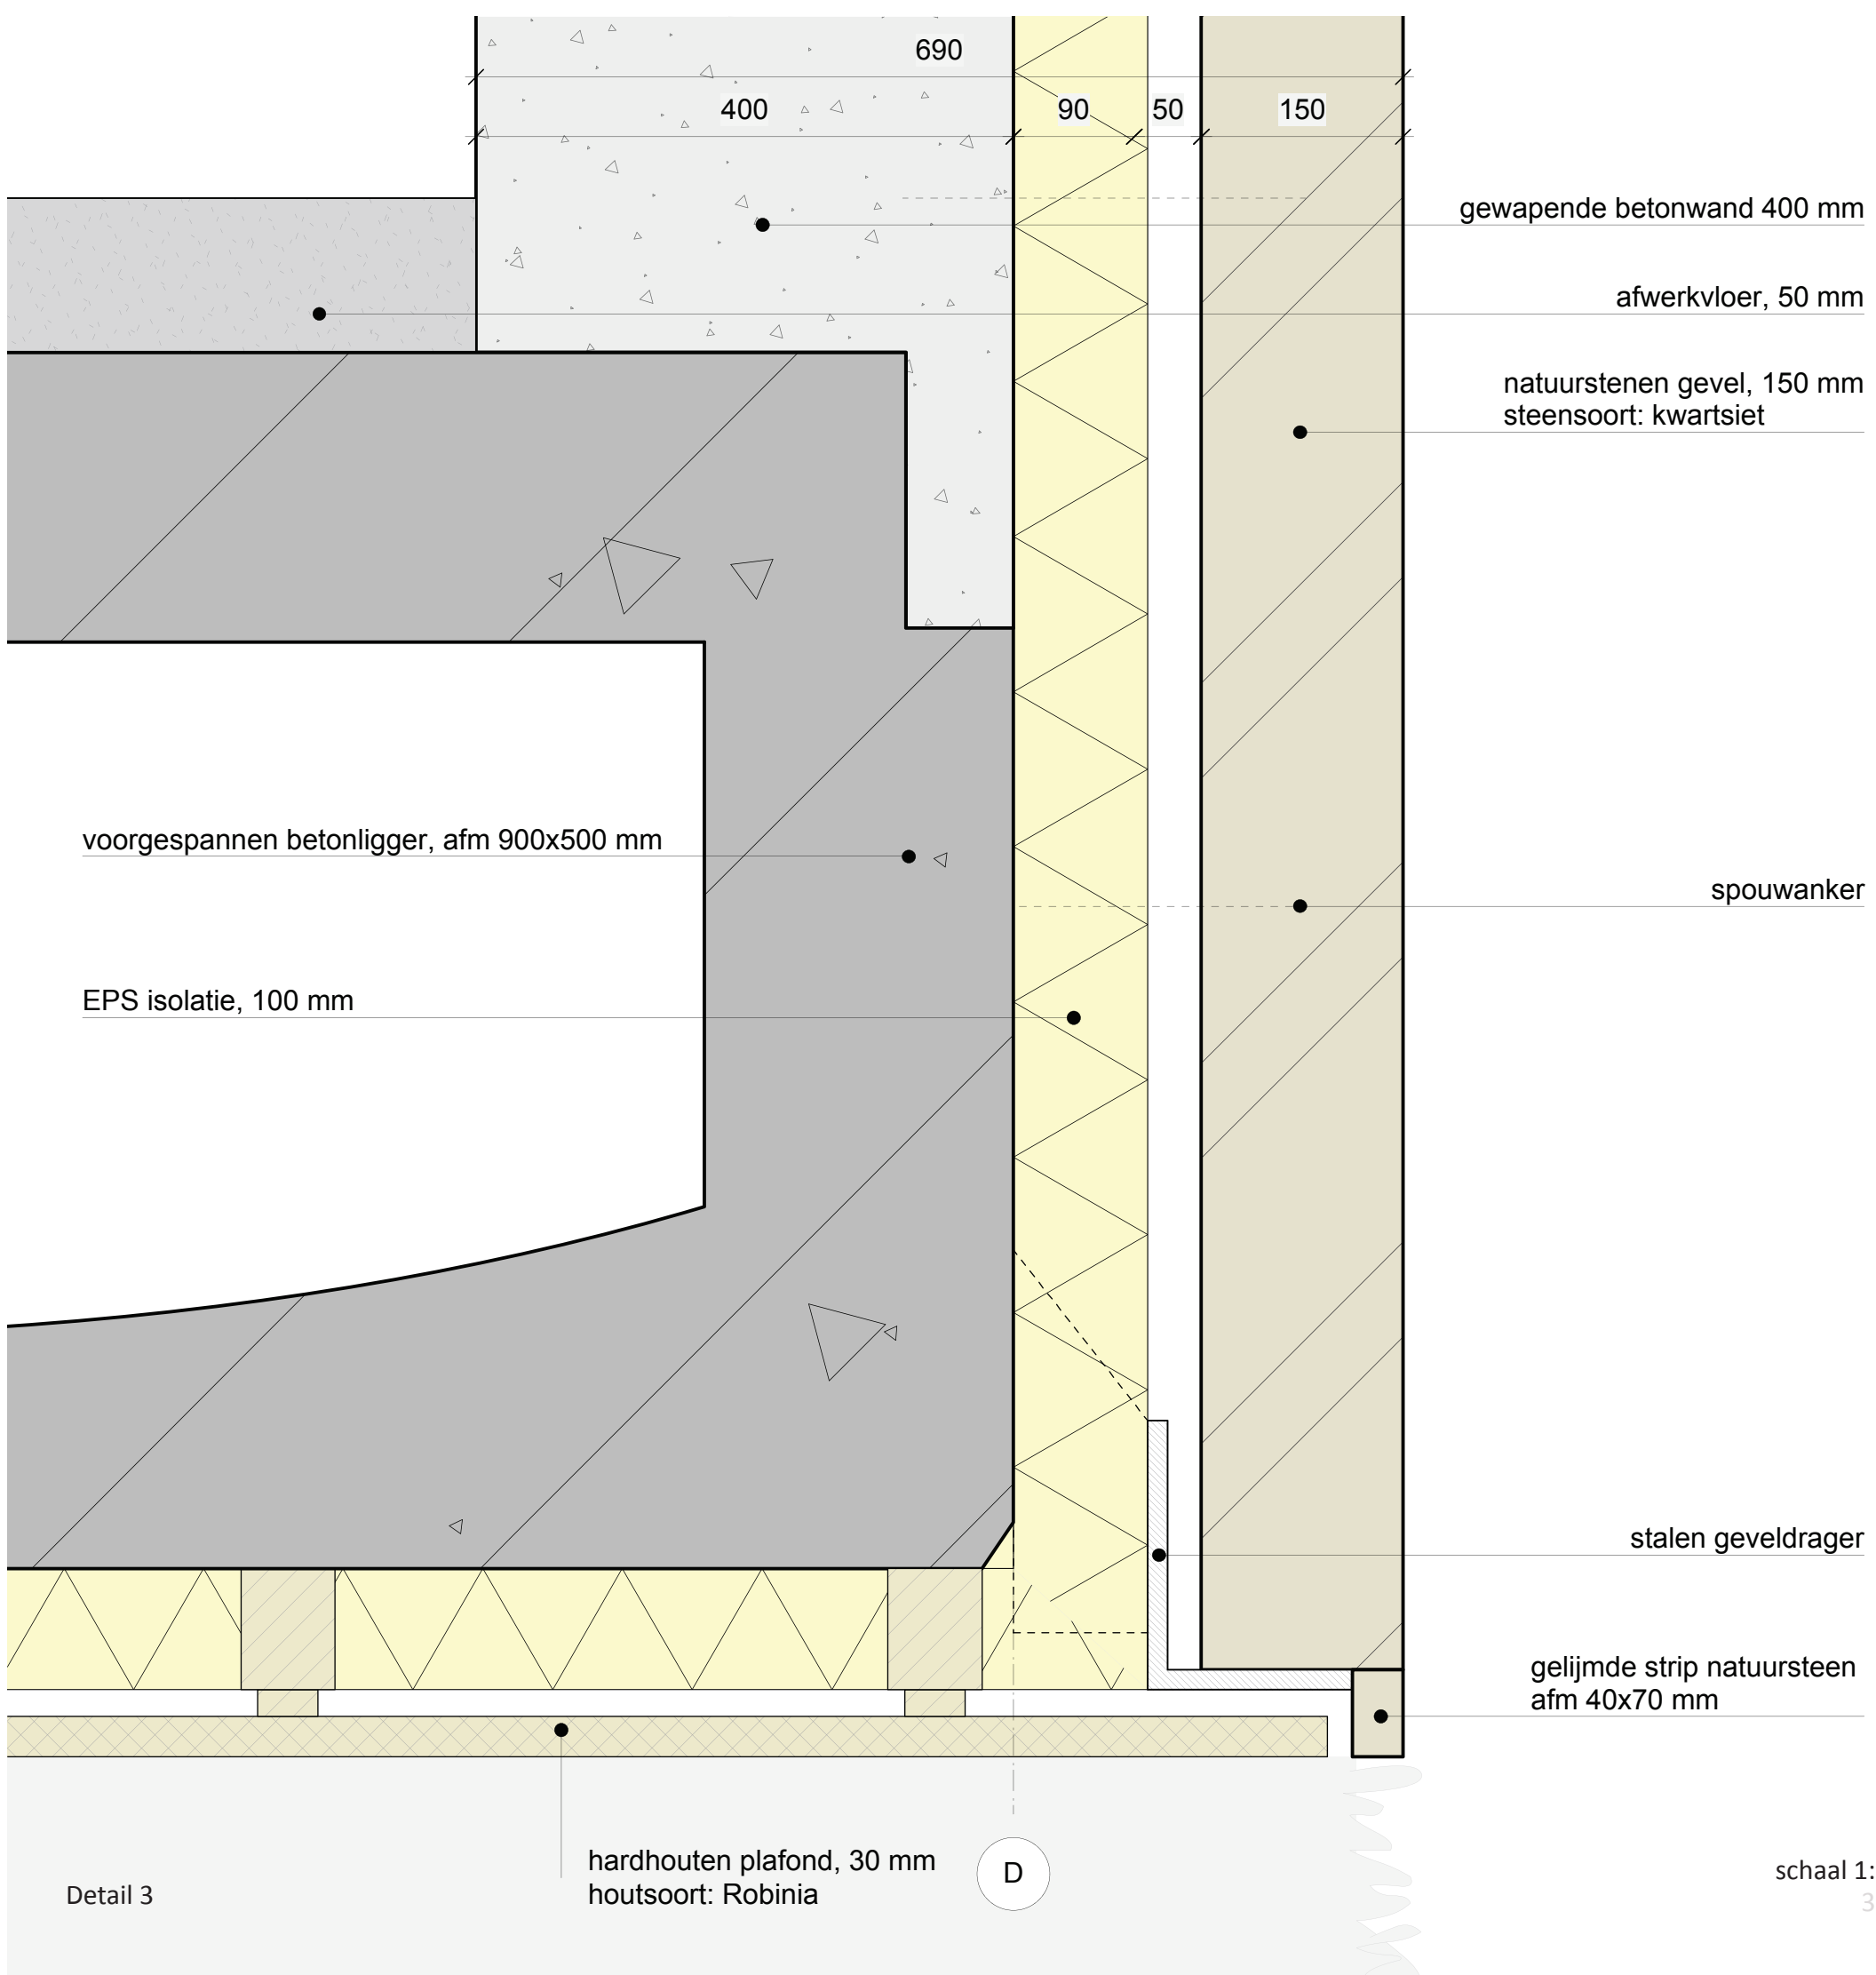 690
400
90
50
150
gewapende betonwand 400 mm
afwerkvloer, 50 mm
natuurstenen gevel, 150 mm
steensoort: kwartsiet
voorgespannen betonligger, afm 900x500 mm
spouwanker
EPS isolatie, 100 mm
stalen geveldrager
gelijmde strip natuursteen
afm 40x70 mm
hardhouten plafond, 30 mm
houtsoort: Robinia
D
Detail 3
schaal 1:
3